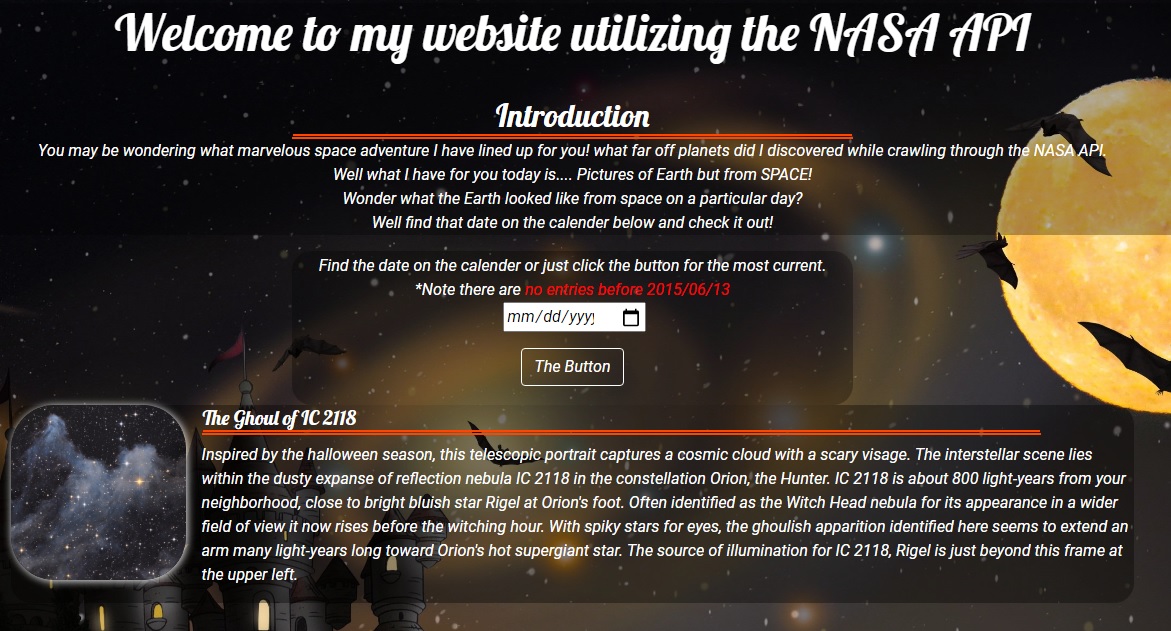 Welcome to my website utilizing the NASA API
Introduction
You may be wondering what marvelous space adventure I have lined up for you! what far off planets did I discovered while crawling through the NASA API.
Well what I have for you today is.... Pictures of Earth but from SPACE!
Wonder what the Earth looked like from space on a particular day?
Well find that date on the calender below and check it out!
Find the date on the calender or just click the button for the most current.
*Note there are no entries before 2015/06/13
mm/dd/yyyy
The Button
The Ghoul of IC 2118
Inspired by the halloween season, this telescopic portrait captures a cosmic cloud with a scary visage. The interstellar scene lies
within the dusty expanse of reflection nebula IC 2118 in the constellation Orion, the Hunter. IC 2118 is about 800 light-years from your
neighborhood, close to bright bluish star Rigel at Orion's foot. Often identified as the Witch Head nebula for its appearance in a wider
field of view it now rises before the witching hour. With spiky stars for eyes, the ghoulish apparition identified here seems to extend an
arm many light-years long toward Orion's hot supergiant star. The source of illumination for IC 2118, Rigel is just beyond this frame at
the upper left.